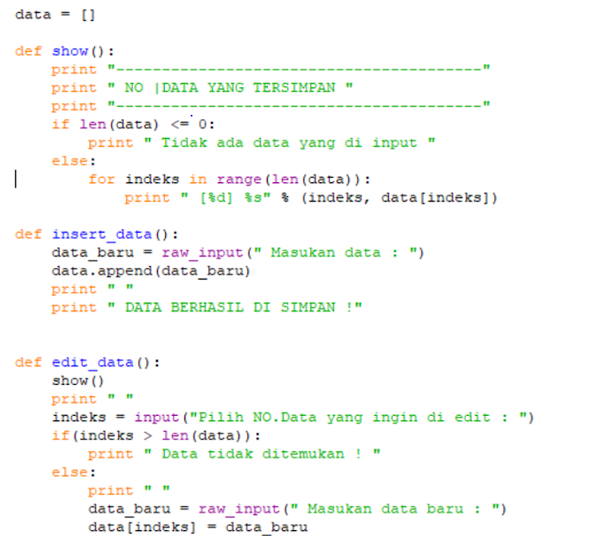 data = []

def show():
    print "----------------------------------------"
    print " NO |DATA YANG TERSIMPAN "
    print "----------------------------------------"
    if len(data) <= 0:
        print " Tidak ada data yang di input "
    else:
        for indeks in range(len(data)):
            print " [%d] %s" % (indeks, data[indeks])

def insert_data():
    data_baru = raw_input(" Masukan data : ")
    data.append(data_baru)
    print " "
    print " DATA BERHASIL DI SIMPAN !"


def edit_data():
    show()
    print " "
    indeks = input("Pilih NO.Data yang ingin di edit : ")
    if(indeks > len(data)):
        print " Data tidak ditemukan ! "
    else:
        print " "
        data_baru = raw_input(" Masukan data baru : ")
        data[indeks] = data_baru